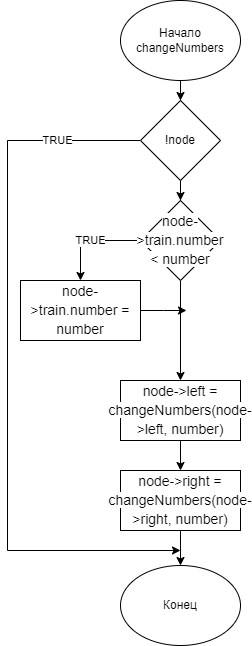 Начало
changeNumbers
!node
TRUE
node-
>train.number
< number
TRUE
node-
>train.number =
number
node->left =
changeNumbers(node-
>left, number)
node->right =
changeNumbers(node-
>right, number)
Конец